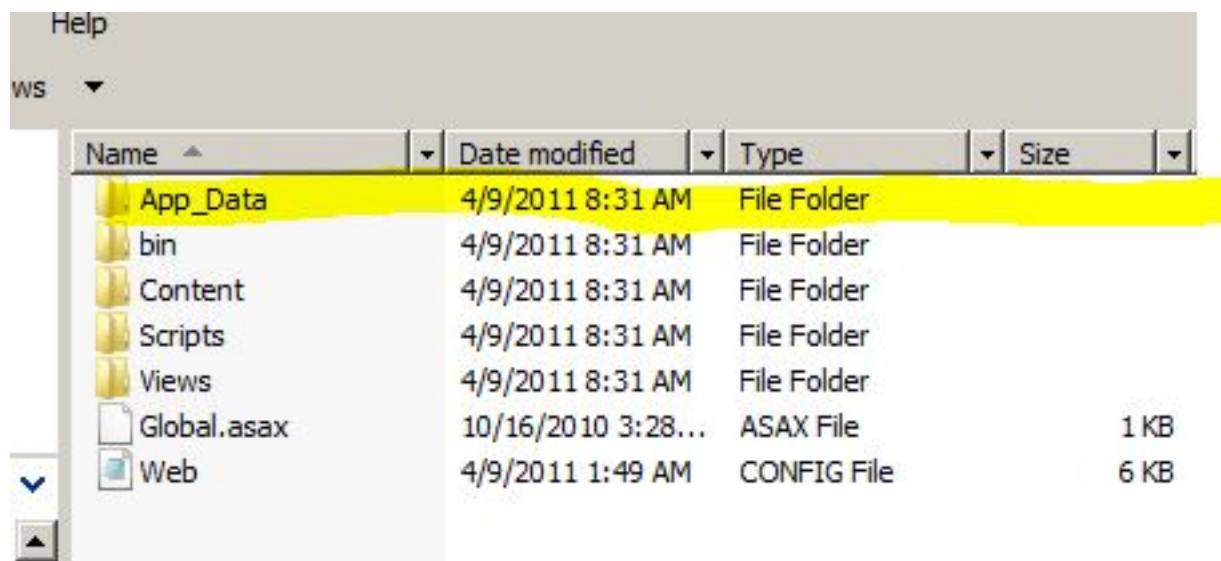 Help
ws
Name Date modified Type Size
App_Data 4/9/2011 8:31 AM File Folder
bin 4/9/2011 8:31 AM File Folder
Content 4/9/2011 8:31 AM File Folder
Scripts 4/9/2011 8:31 AM File Folder
Views 4/9/2011 8:31 AM File Folder
Global.asax 10/16/2010 3:28... ASAX File 1 KB
Web 4/9/2011 1:49 AM CONFIG File 6 KB